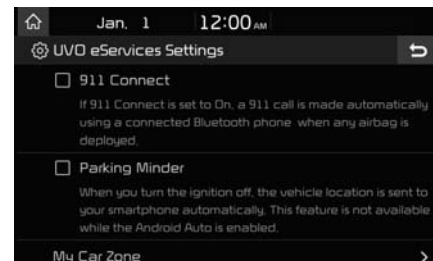 Jan. 1 12:00 AM
UVO eServices Settings
911 Connect
If 911 Connect is set to On, a 911 call is made automatically
using a connected Bluetooth phone when any airbag is
deployed.
Parking Minder
When you turn the ignition off, the vehicle location is sent to
your smartphone automatically. This feature is not available
while the Android Auto is enabled.
My Car Zone